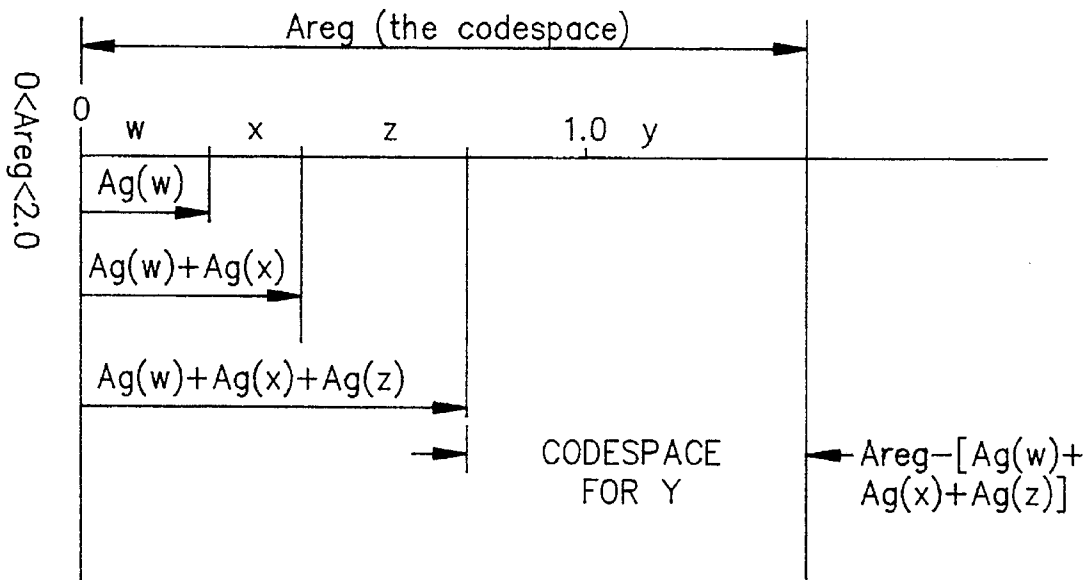 Areg (the codespace)
0<Areg<2.0
0
w x z 1.0 y
Ag(w)
Ag(w)+Ag(x)
Ag(w)+Ag(x)+Ag(z)
CODESPACE
FOR Y
Areg-[Ag(w)+
Ag(x)+Ag(z)]